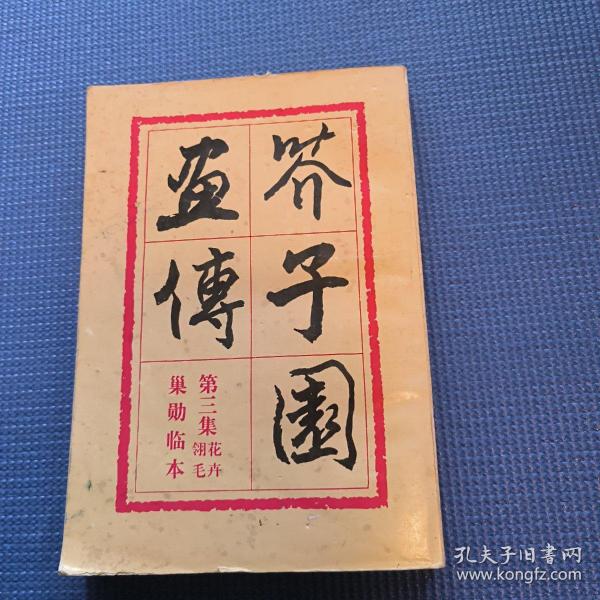 芥子園
畫傳
第三集 花卉
翎毛
巢勋临本
孔夫子旧书网
www.kongfz.com